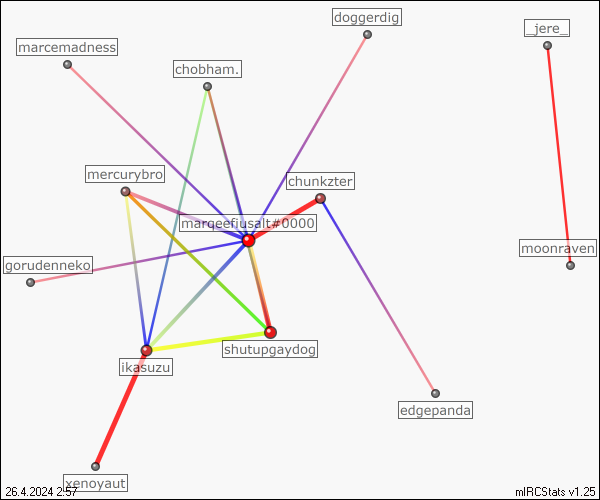 doggerdig
_jere_
marcemadness
chobham.
mercurybro
chunkzter
marqeefiusalt#0000
moonraven
gorudenneko
shutupgaydog
ikasuzu
edgepanda
xenoyaut
26.4.2024 2:57
mIRCStats v1.25